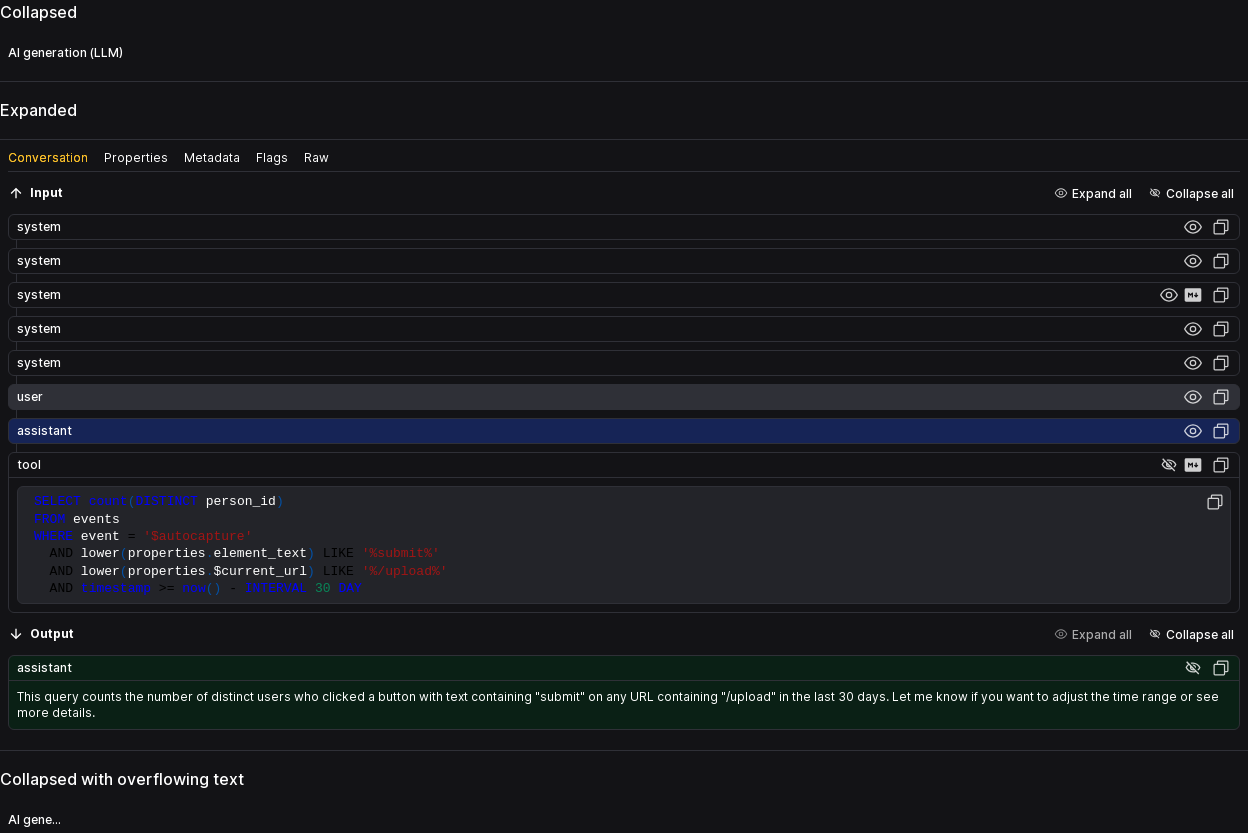 Collapsed
AI generation (LLM)
Expanded
Conversation Properties Metadata Flags Raw
Input Expand all Collapse all
system
system
system
system
system
user
assistant
tool
SELECT count(DISTINCT person_id)
FROM events
WHERE event = '$autocapture'
AND lower(properties.element_text) LIKE '%submit%'
AND lower(properties.$current_url) LIKE '%/upload%'
AND timestamp >= now() - INTERVAL 30 DAY
Output Expand all Collapse all
assistant
This query counts the number of distinct users who clicked a button with text containing "submit" on any URL containing "/upload" in the last 30 days. Let me know if you want to adjust the time range or see
more details.
Collapsed with overflowing text
AI gene...